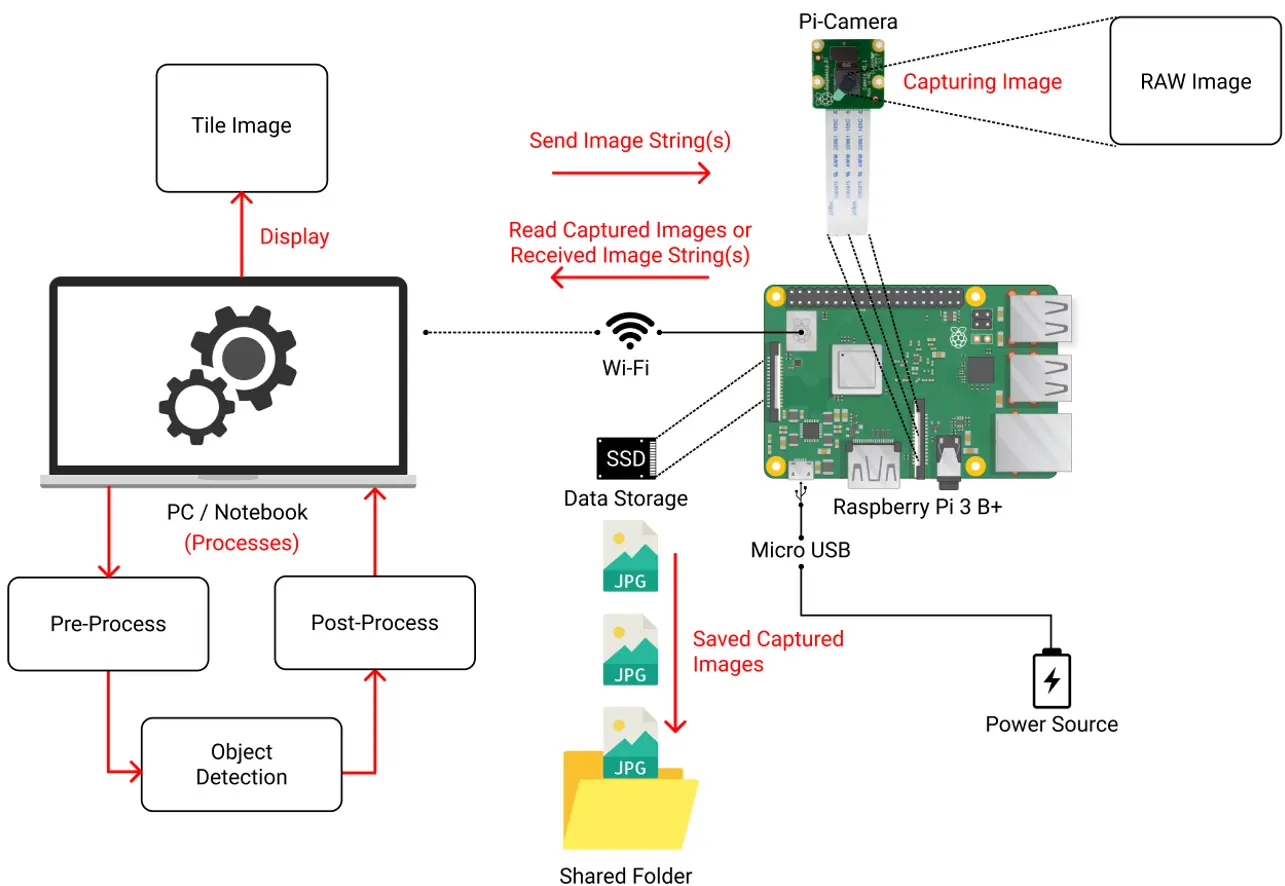 Pi-Camera
Capturing Image
RAW Image
Tile Image
Send Image String(s)
Display
Read Captured Images or
Received Image String(s)
Wi-Fi
SSD
Data Storage
Raspberry Pi 3 B+
PC / Notebook
(Processes)
Micro USB
JPG
Pre-Process
Post-Process
Saved Captured
Images
JPG
Power Source
Object
Detection
JPG
Shared Folder